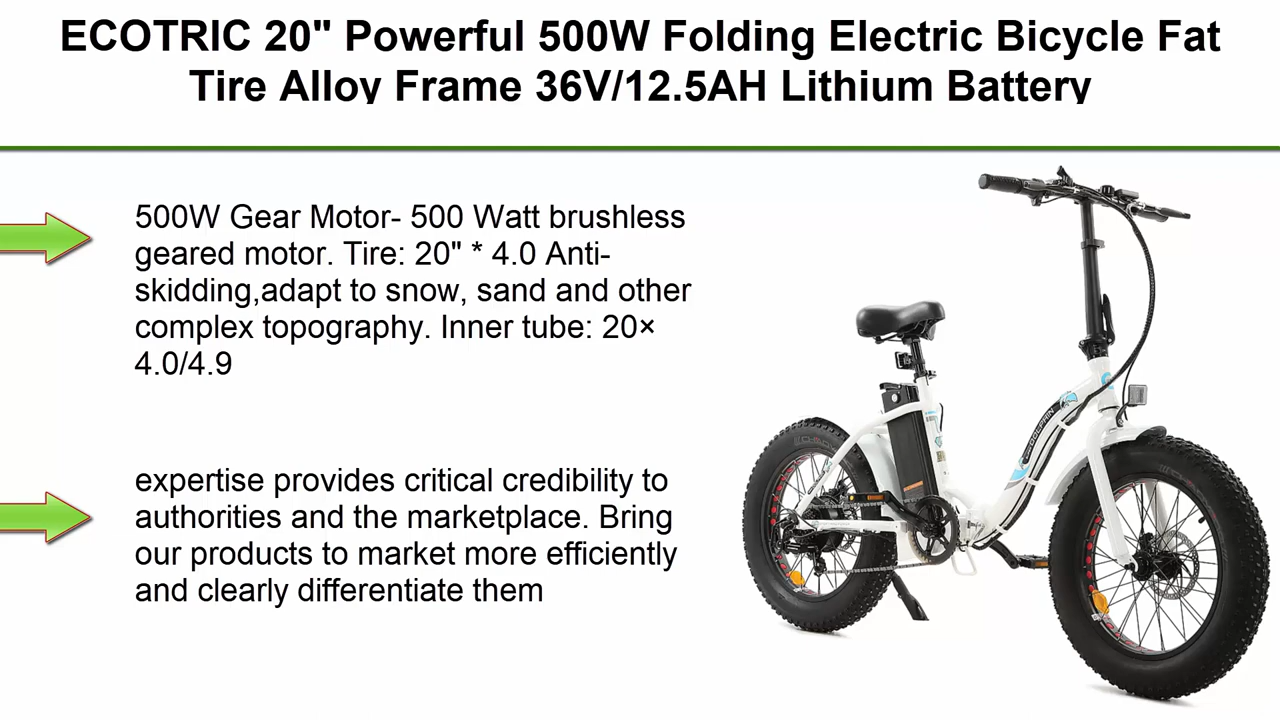 ECOTRIC 20" Powerful 500W Folding Electric Bicycle Fat
Tire Alloy Frame 36V/12.5AH Lithium Battery
500W Gear Motor- 500 Watt brushless
geared motor. Tire: 20" * 4.0 Anti-
skidding,adapt to snow, sand and other
complex topography. Inner tube: 20×
4.0/4.9
expertise provides critical credibility to
authorities and the marketplace. Bring
our products to market more efficiently
and clearly differentiate them